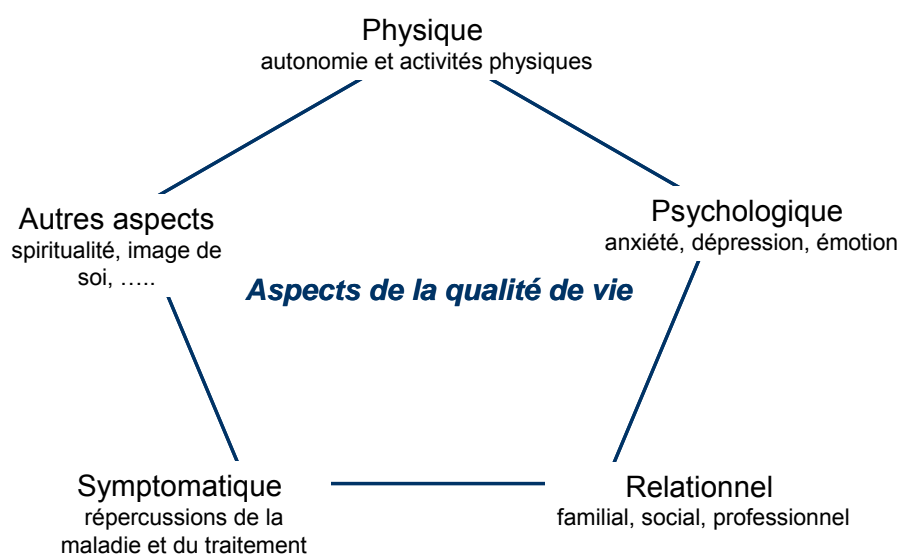 Physique
autonomie et activités physiques
Autres aspects
spiritualité, image de
soi, …..
Psychologique
anxiété, dépression, émotion
Aspects de la qualité de vie
Symptomatique
répercussions de la
maladie et du traitement
Relationnel
familial, social, professionnel